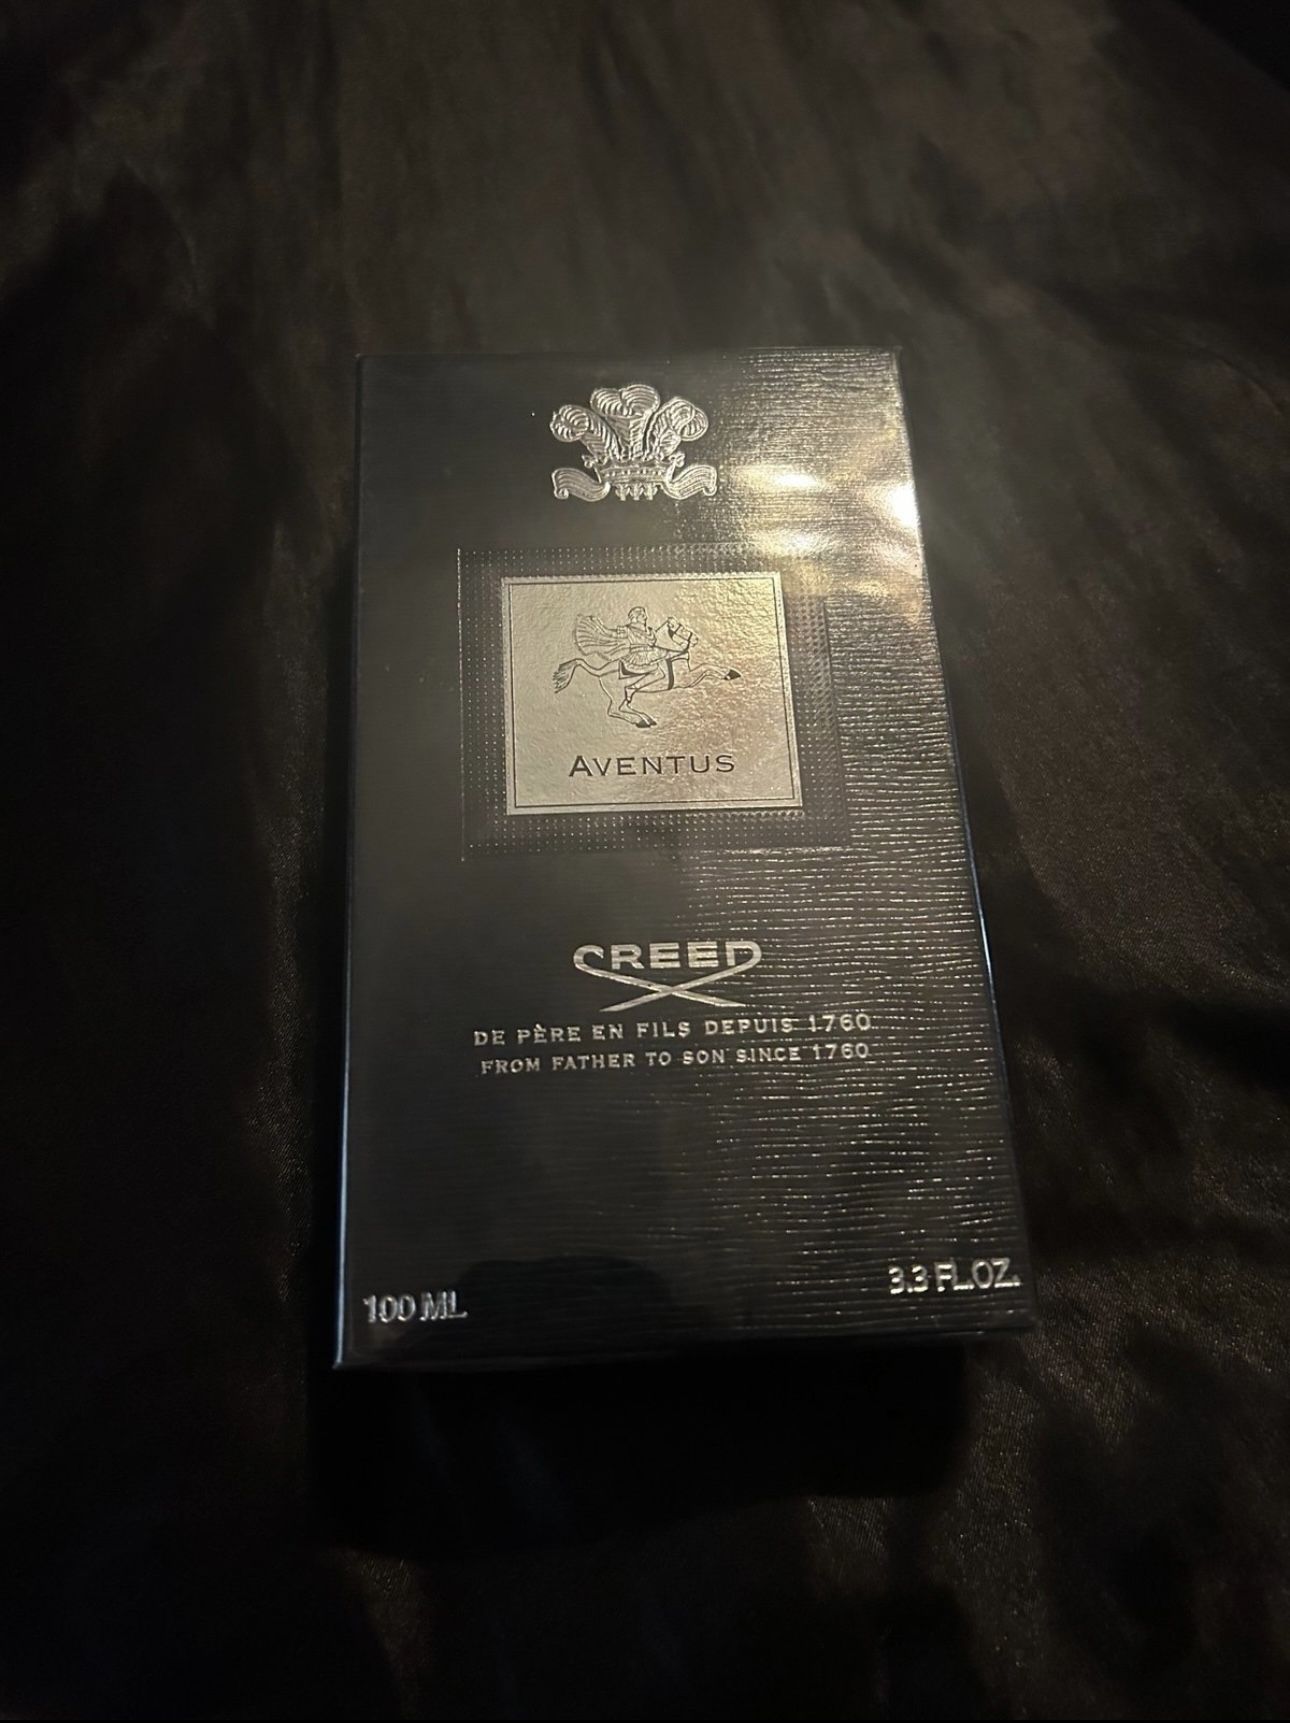 AVENTUS
CREED
DE PÈRE EN FILS DEPUIS 1760
FROM FATHER TO SON SINCE 1760
100 ML
3.3 FL.OZ.